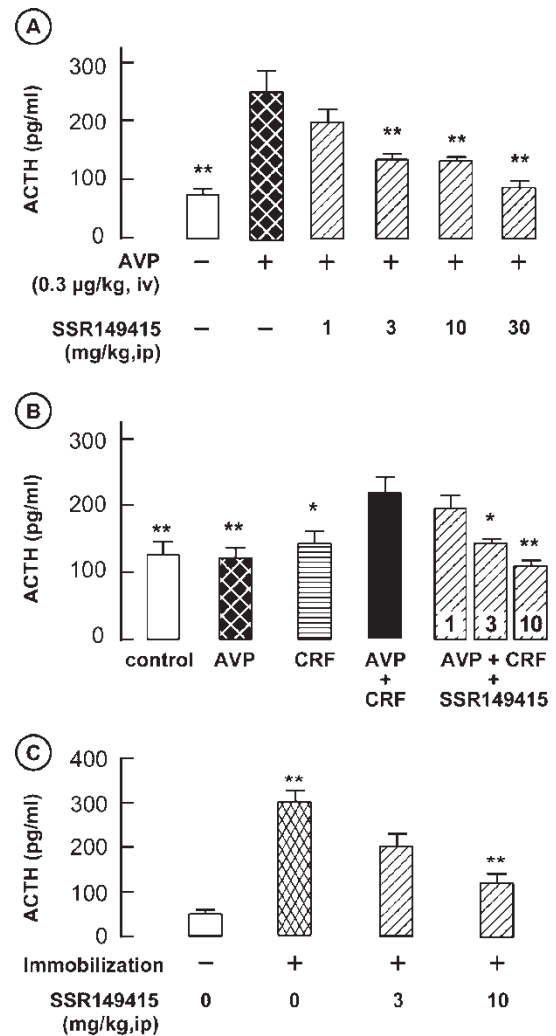 A
300
200
100
0
ACTH (pg/ml)
**
**
**
**
AVP
(0.3 µg/kg, iv)
– + + + + +
SSR149415
(mg/kg,ip)
– – 1 3 10 30
B
300
200
100
0
ACTH (pg/ml)
**
**
*
*
**
1 3 10
control AVP CRF AVP + CRF AVP + CRF + SSR149415
C
400
300
200
100
0
ACTH (pg/ml)
**
**
Immobilization – + + +
SSR149415
(mg/kg,ip)
0 0 3 10